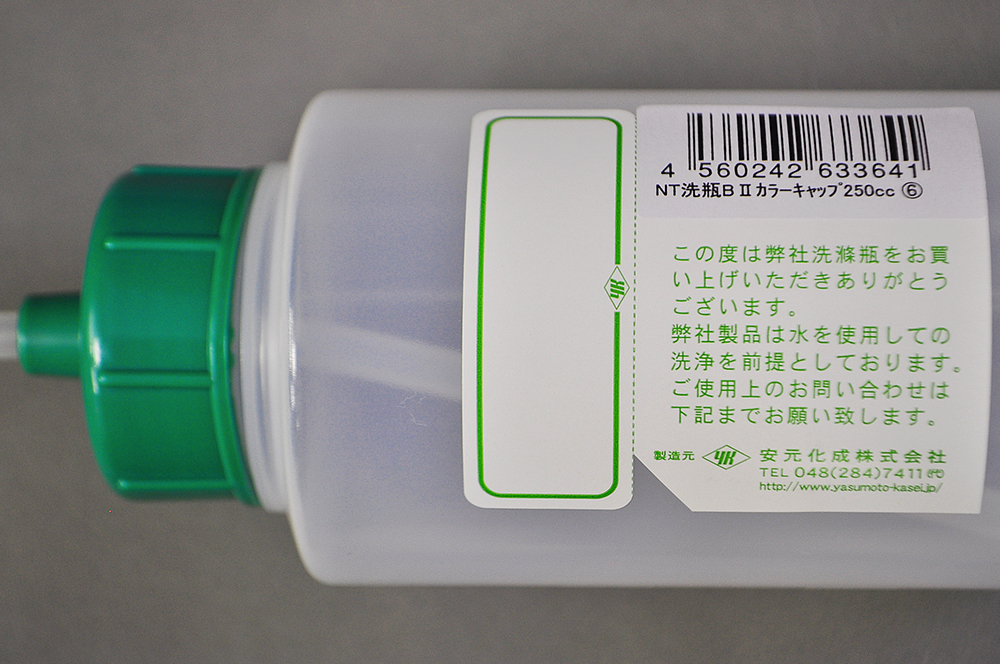 4 560242 633641
NT洗瓶BⅡカラーキャップ250cc ⑥
この度は弊社洗滌瓶をお買
い上げいただきありがとう
ございます。
弊社製品は水を使用しての
洗浄を前提としております。
ご使用上のお問い合わせは
下記までお願い致します。
製造元 YK 安元化成株式会社
TEL 048(284)7411㈹
http://www.yasumoto-kasei.jp/
YK